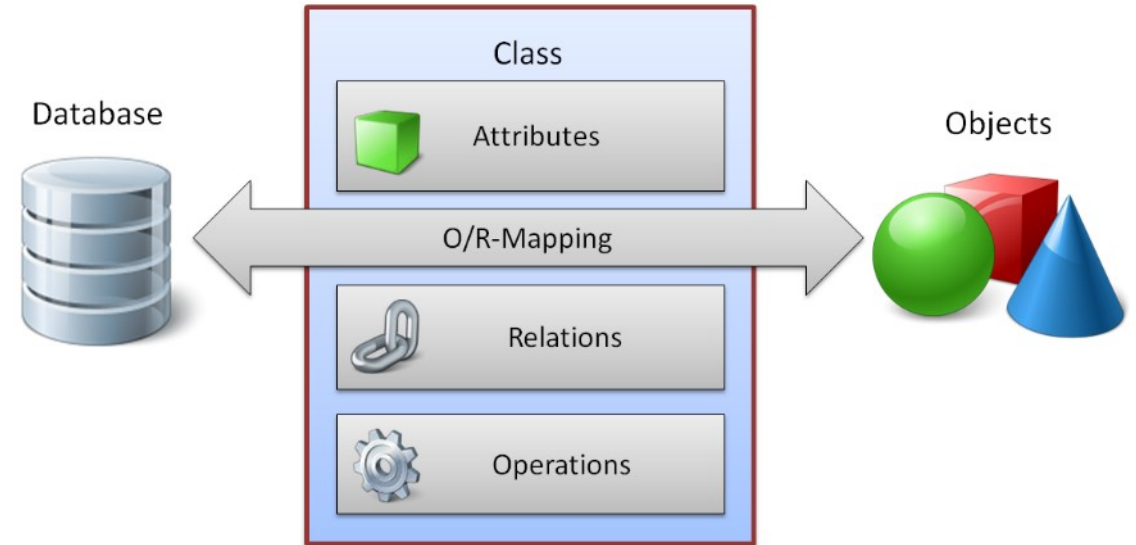 Class
Database
Attributes
Objects
O/R-Mapping
Relations
Operations